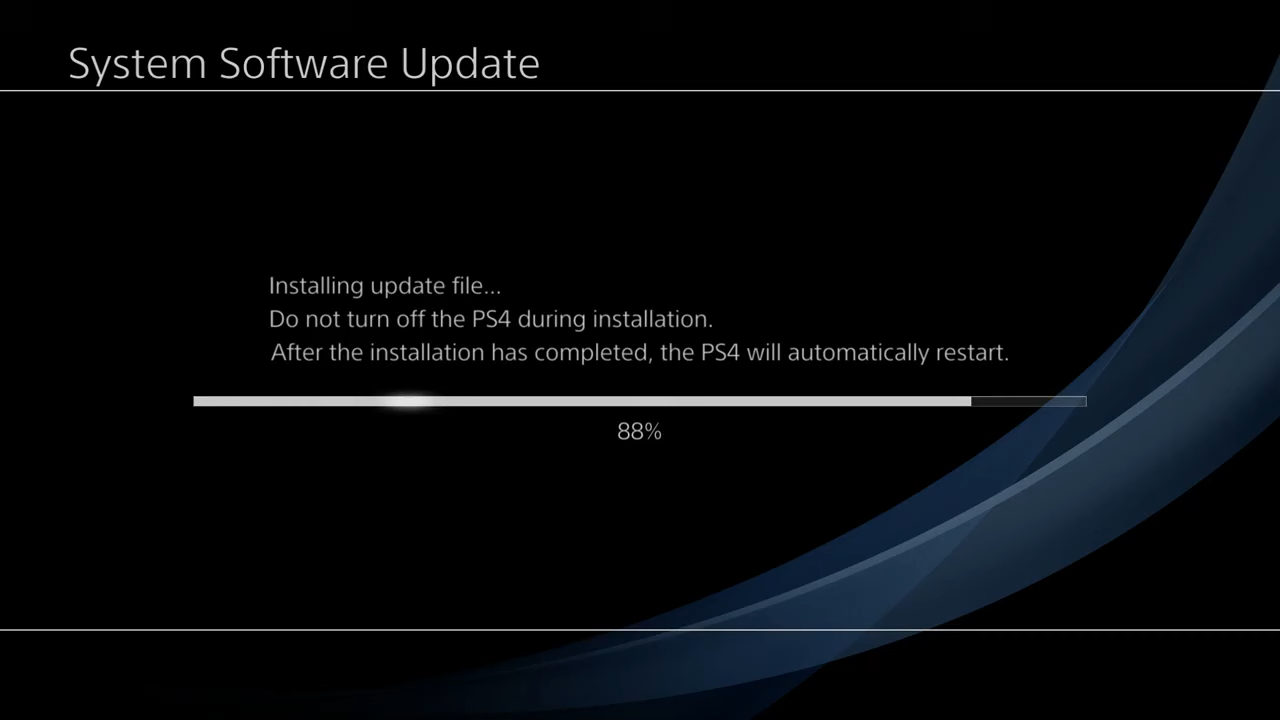 System Software Update
Installing update file...
Do not turn off the PS4 during installation.
After the installation has completed, the PS4 will automatically restart.
88%